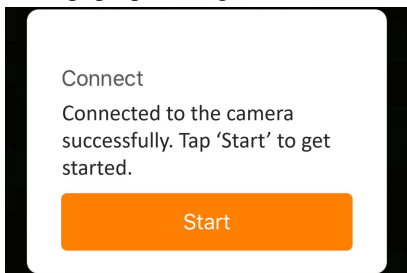 Connect
Connected to the camera
successfully. Tap ‘Start’ to get
started.
Start